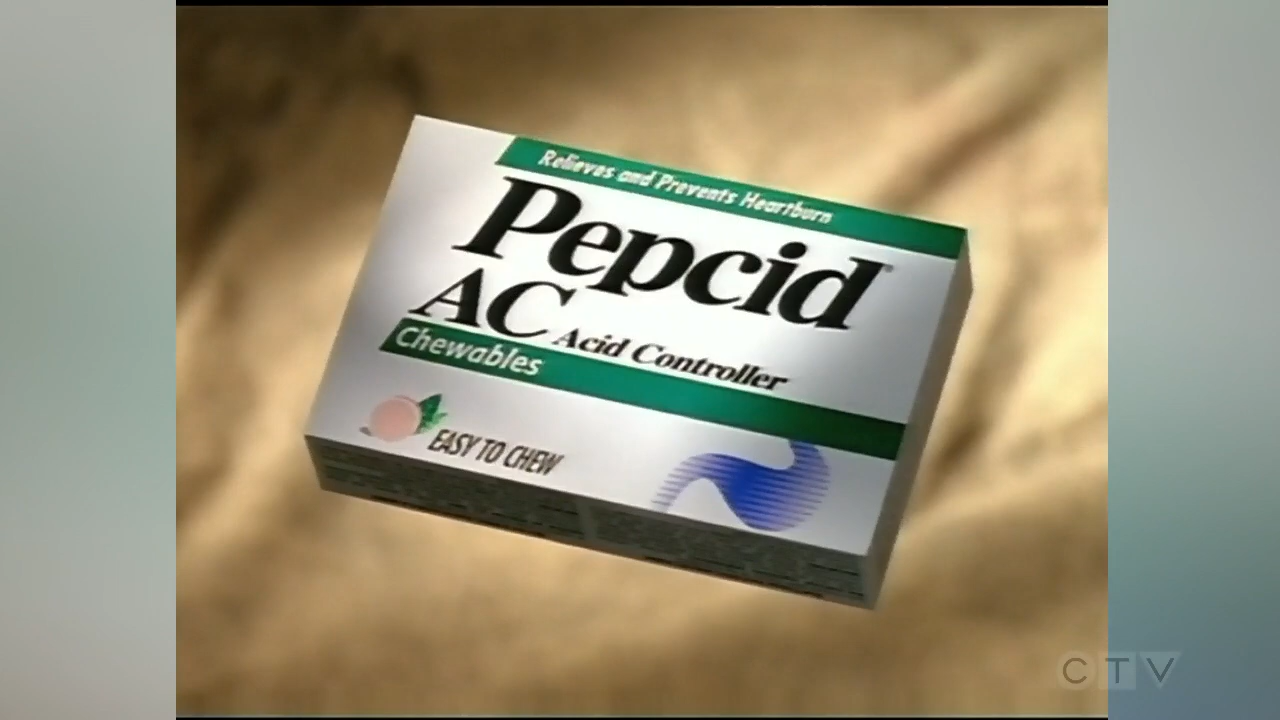 Relieves and Prevents Heartburn
Pepcid®
AC Acid Controller
Chewables
EASY TO CHEW
CTV